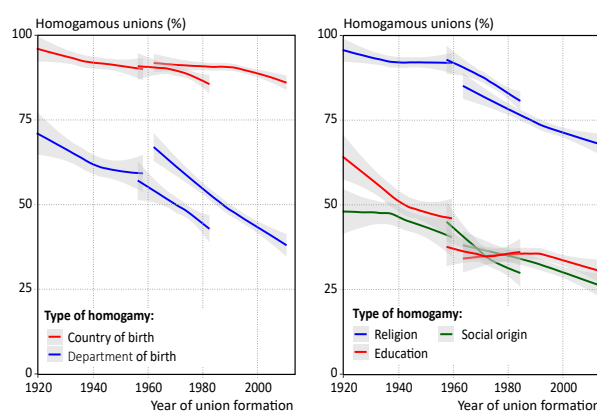 Homogamous unions (%)
100
75
50
25
0
Type of homogamy:
Country of birth
Department of birth
1920
1940
1960
1980
2000
Year of union formation
Homogamous unions (%)
100
75
50
25
0
Type of homogamy:
Religion
Social origin
Education
1920
1940
1960
1980
2000
Year of union formation